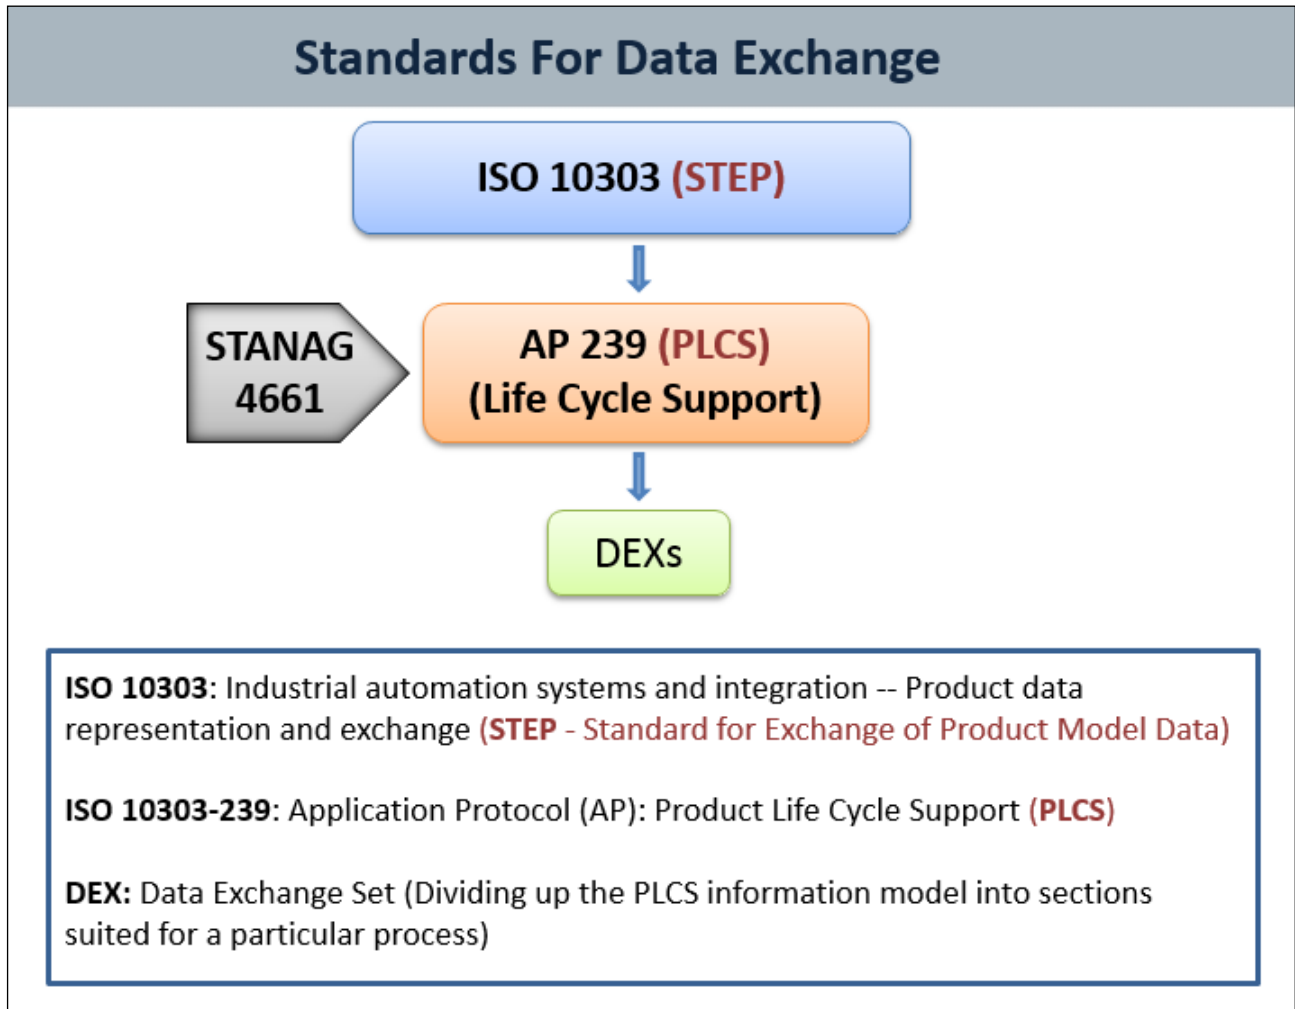 Standards For Data Exchange
ISO 10303 (STEP)
STANAG
4661
AP 239 (PLCS)
(Life Cycle Support)
DEXs
ISO 10303: Industrial automation systems and integration -- Product data
representation and exchange (STEP - Standard for Exchange of Product Model Data)
ISO 10303-239: Application Protocol (AP): Product Life Cycle Support (PLCS)
DEX: Data Exchange Set (Dividing up the PLCS information model into sections
suited for a particular process)